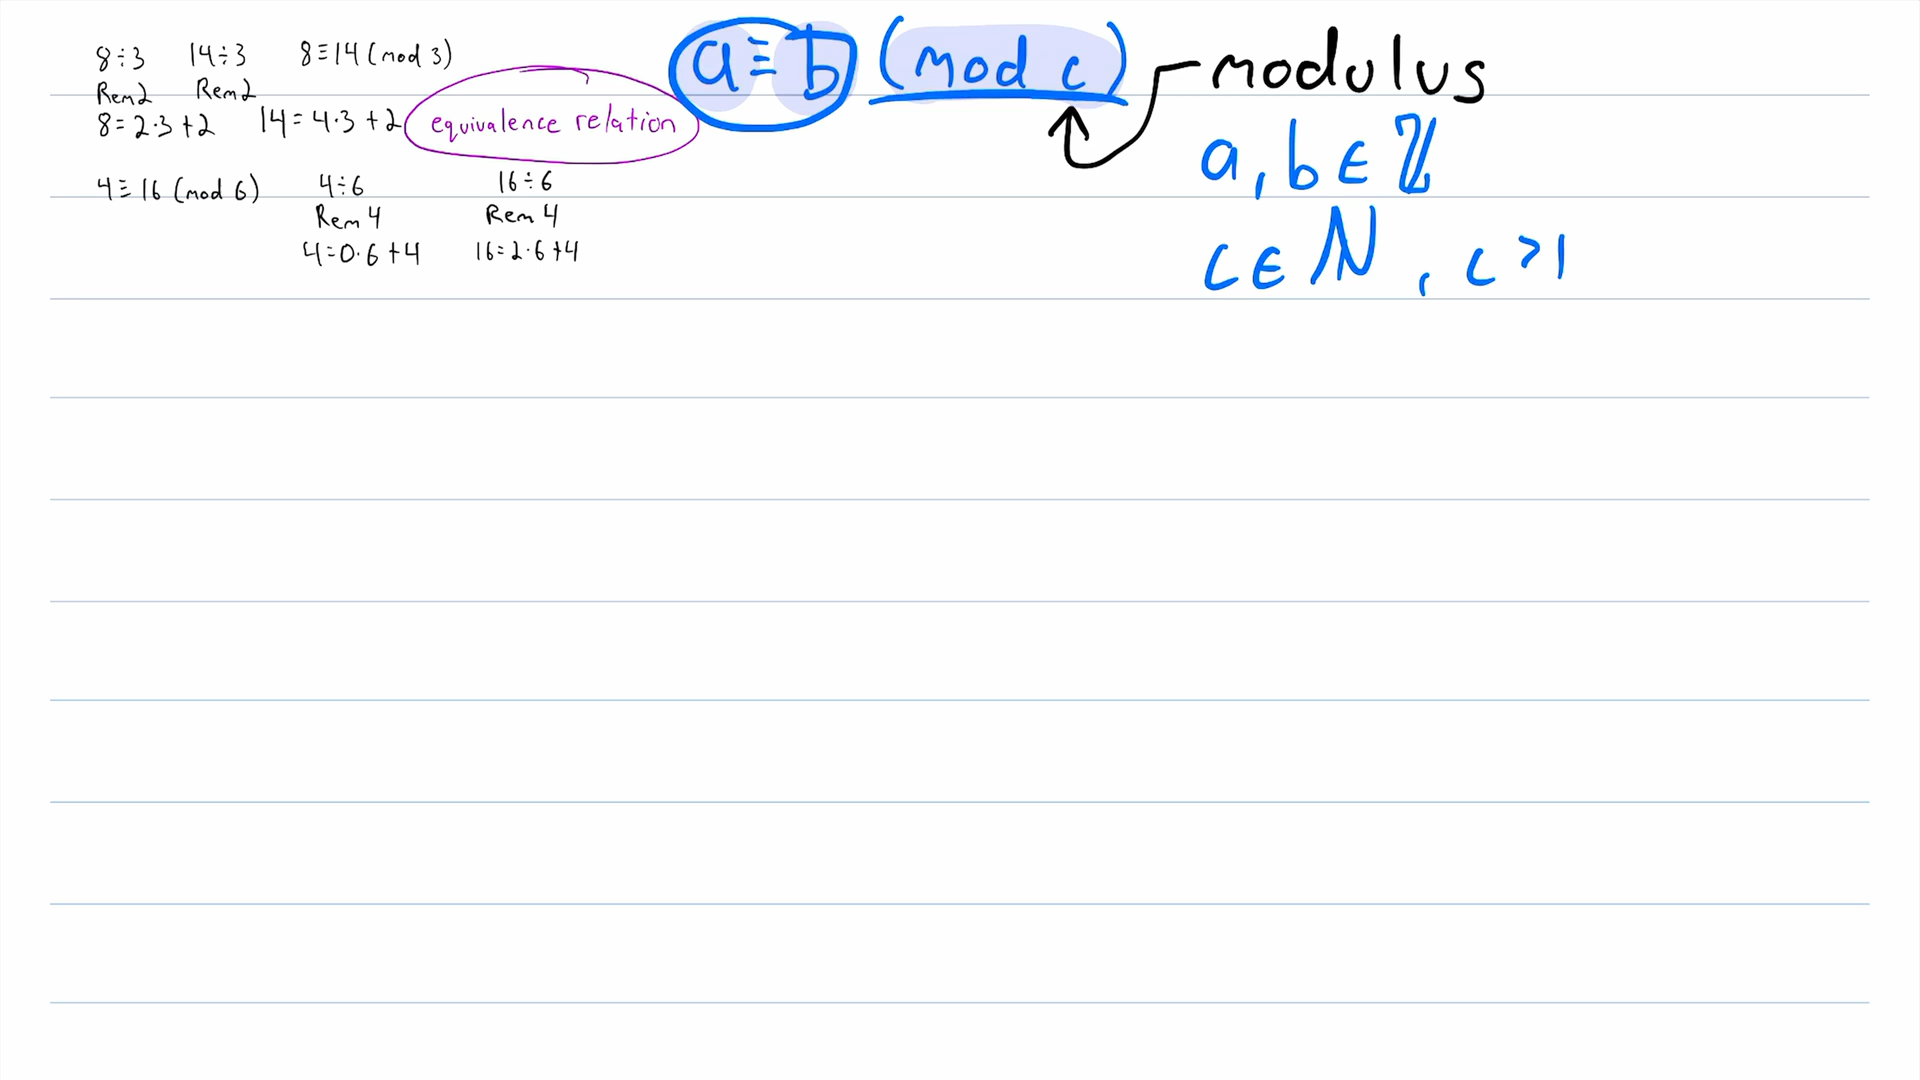 8÷3 14÷3 8≡14 (mod 3)
Rem 2 Rem 2
8=2·3+2 14=4·3+2
equivalence relation
4≡16 (mod 6) 4÷6 16÷6
Rem 4 Rem 4
4=0·6+4 16=2·6+4
a≡b (mod c) modulus
a, b ∈ ℤ
c ∈ ℕ, c>1